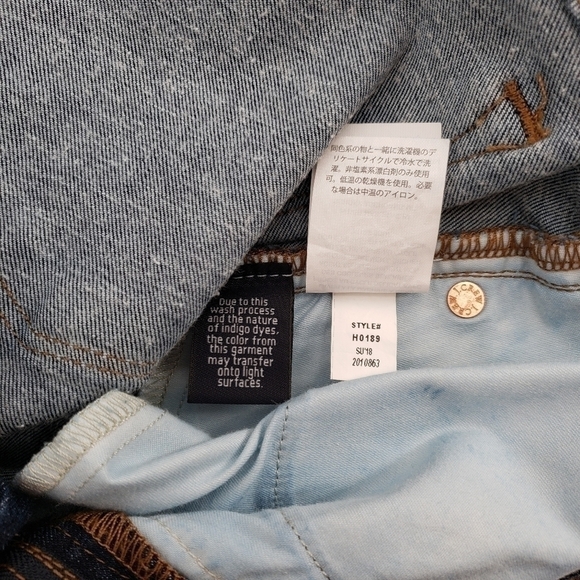 同色系の物と一緒に洗濯機のデ
リケートサイクルで冷水で洗
濯。非塩素系漂白剤のみ使用
可。低温の乾燥機を使用。必要
な場合は中温のアイロン。
Due to this
wash process
and the nature
of indigo dyes,
the color from
this garment
may transfer
onto light
surfaces.
STYLE#
H0189
SU'18
2010863
J.CREW
J.CREW